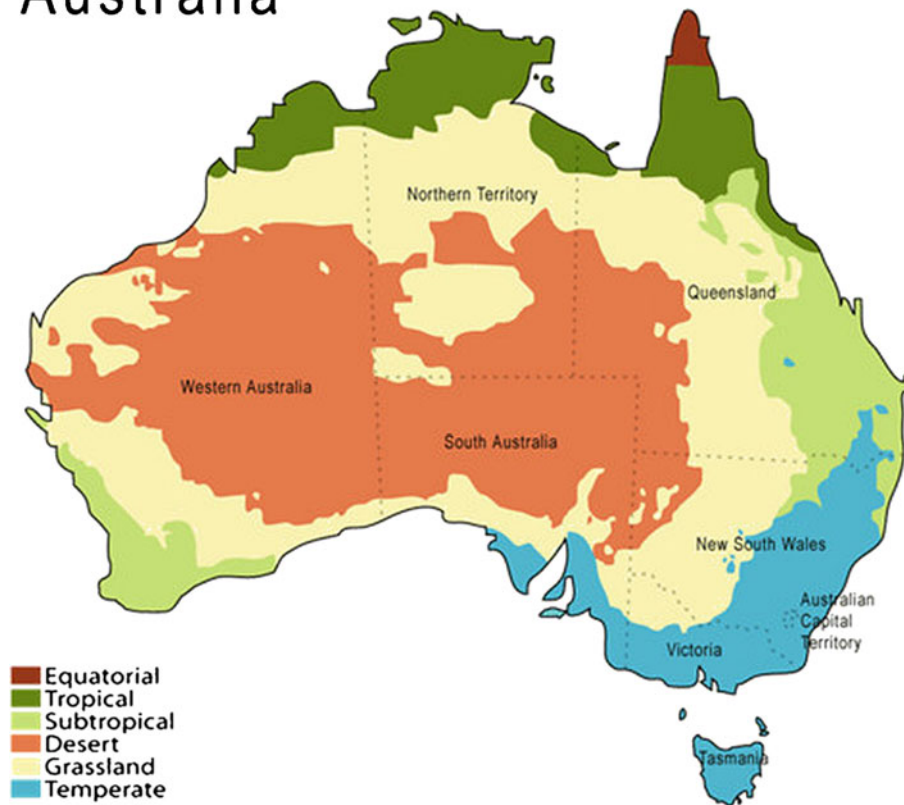 Australia
Northern Territory
Queensland
Western Australia
South Australia
New South Wales
Australian
Capital
Territory
Victoria
Tasmania
Equatorial
Tropical
Subtropical
Desert
Grassland
Temperate